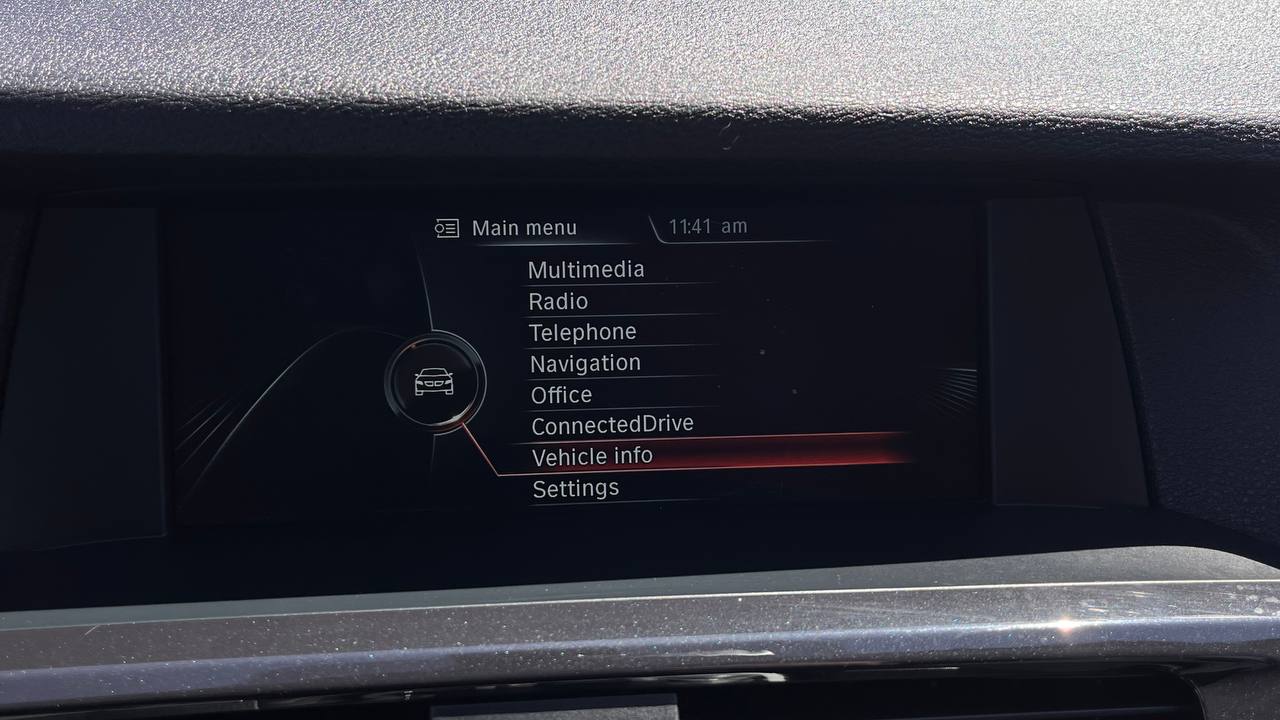 Main menu
11:41 am
Multimedia
Radio
Telephone
Navigation
Office
ConnectedDrive
Vehicle info
Settings